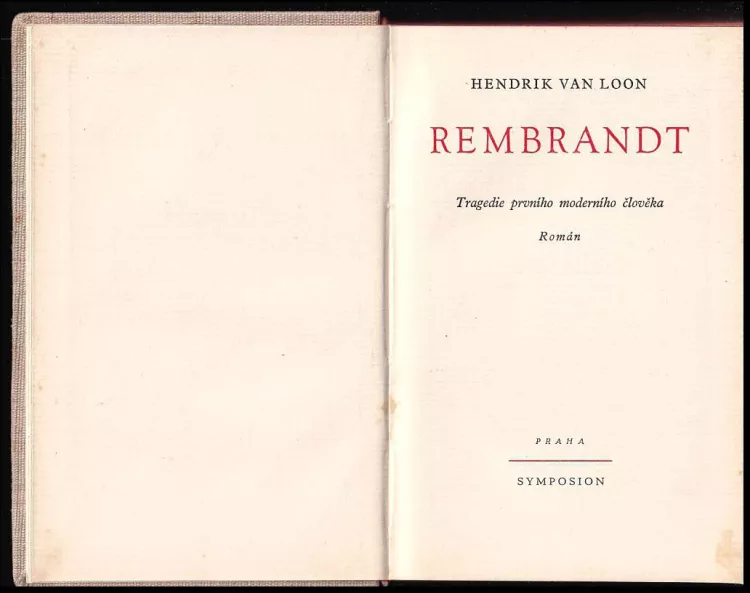 HENDRIK VAN LOON
REMBRANDT
Tragedie prvního moderního člověka
Román
PRAHA
SYMPOSION